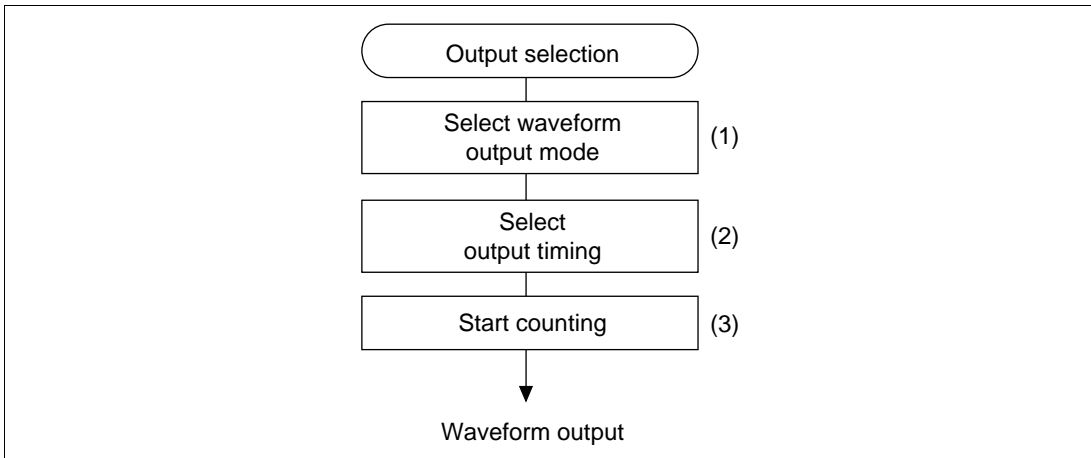 Output selection
Select waveform
output mode
(1)
Select
output timing
(2)
Start counting
(3)
Waveform output